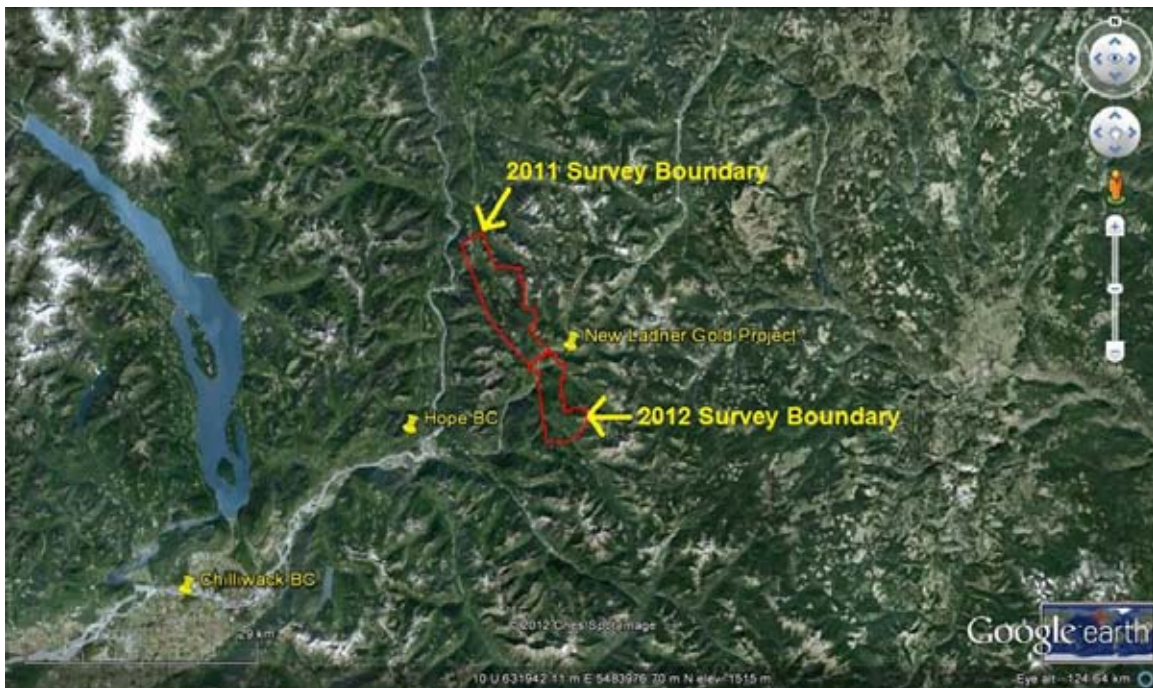 N
2011 Survey Boundary
New Ladner Gold Project
2012 Survey Boundary
Hope BC
Chilliwack BC
29 km
© 2012 Cnes/Spot Image
Google earth
10 U 631942 11 m E 5483976 70 m N elev 1515 m
Eye alt 124 64 km